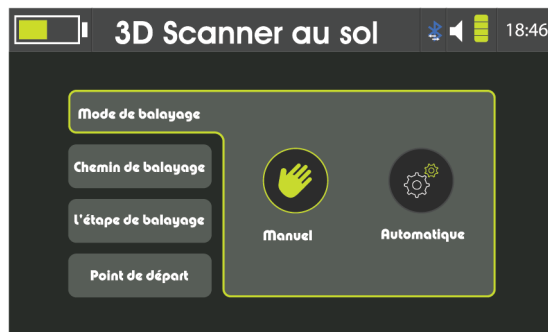 3D Scanner au sol
18:46
Mode de balayage
Chemin de balayage
L'étape de balayage
Point de départ
Manuel
Automatique